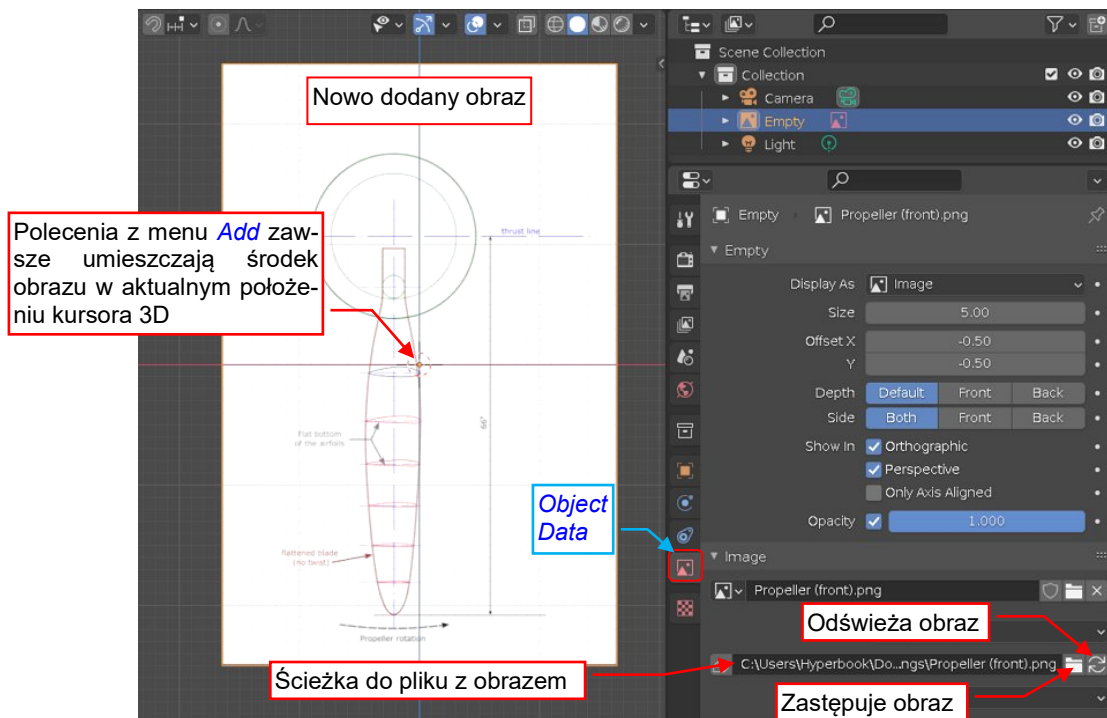 Scene Collection
Collection
Camera
Empty
Light
Nowo dodany obraz
thrust line
Polecenia z menu Add zaw-
sze umieszczają środek
obrazu w aktualnym położe-
niu kursora 3D
66"
Flat bottom
of the airfoils
flattened blade
(no twist)
Propeller rotation
Object
Data
Empty
Propeller (front).png
Empty
Display As
Image
Size
5.00
Offset X
-0.50
Y
-0.50
Depth
Default
Front
Back
Side
Both
Front
Back
Show In
Orthographic
Perspective
Only Axis Aligned
Opacity
1.000
Image
Propeller (front).png
Odświeża obraz
C:\Users\Hyperbook\Do...ngs\Propeller (front).png
Ścieżka do pliku z obrazem
Zastępuje obraz